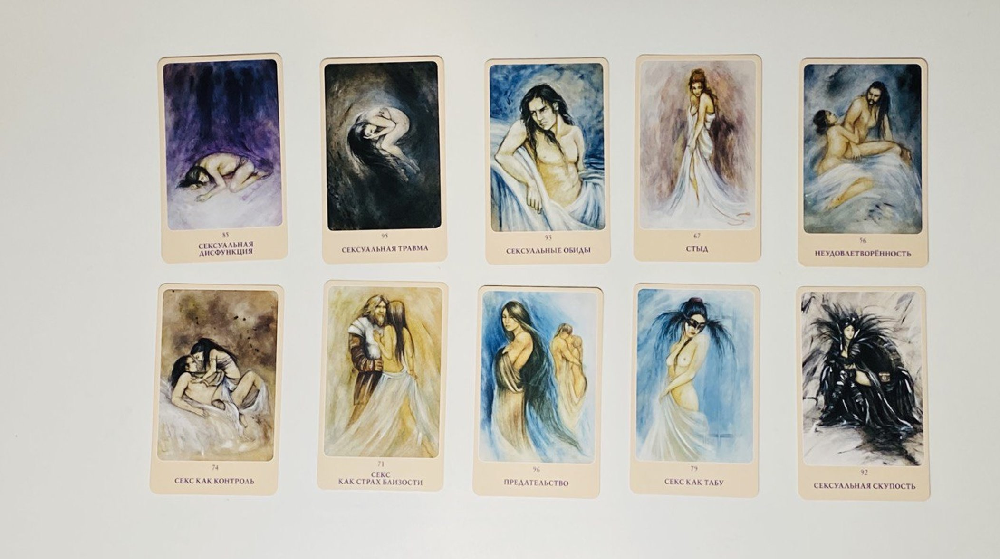 85
СЕКСУАЛЬНАЯ
ДИСФУНКЦИЯ
95
СЕКСУАЛЬНАЯ ТРАВМА
93
СЕКСУАЛЬНЫЕ ОБИДЫ
67
СТЫД
56
НЕУДОВЛЕТВОРЁННОСТЬ
74
СЕКС КАК КОНТРОЛЬ
71
СЕКС
КАК СТРАХ БЛИЗОСТИ
96
ПРЕДАТЕЛЬСТВО
79
СЕКС КАК ТАБУ
92
СЕКСУАЛЬНАЯ СКУПОСТЬ